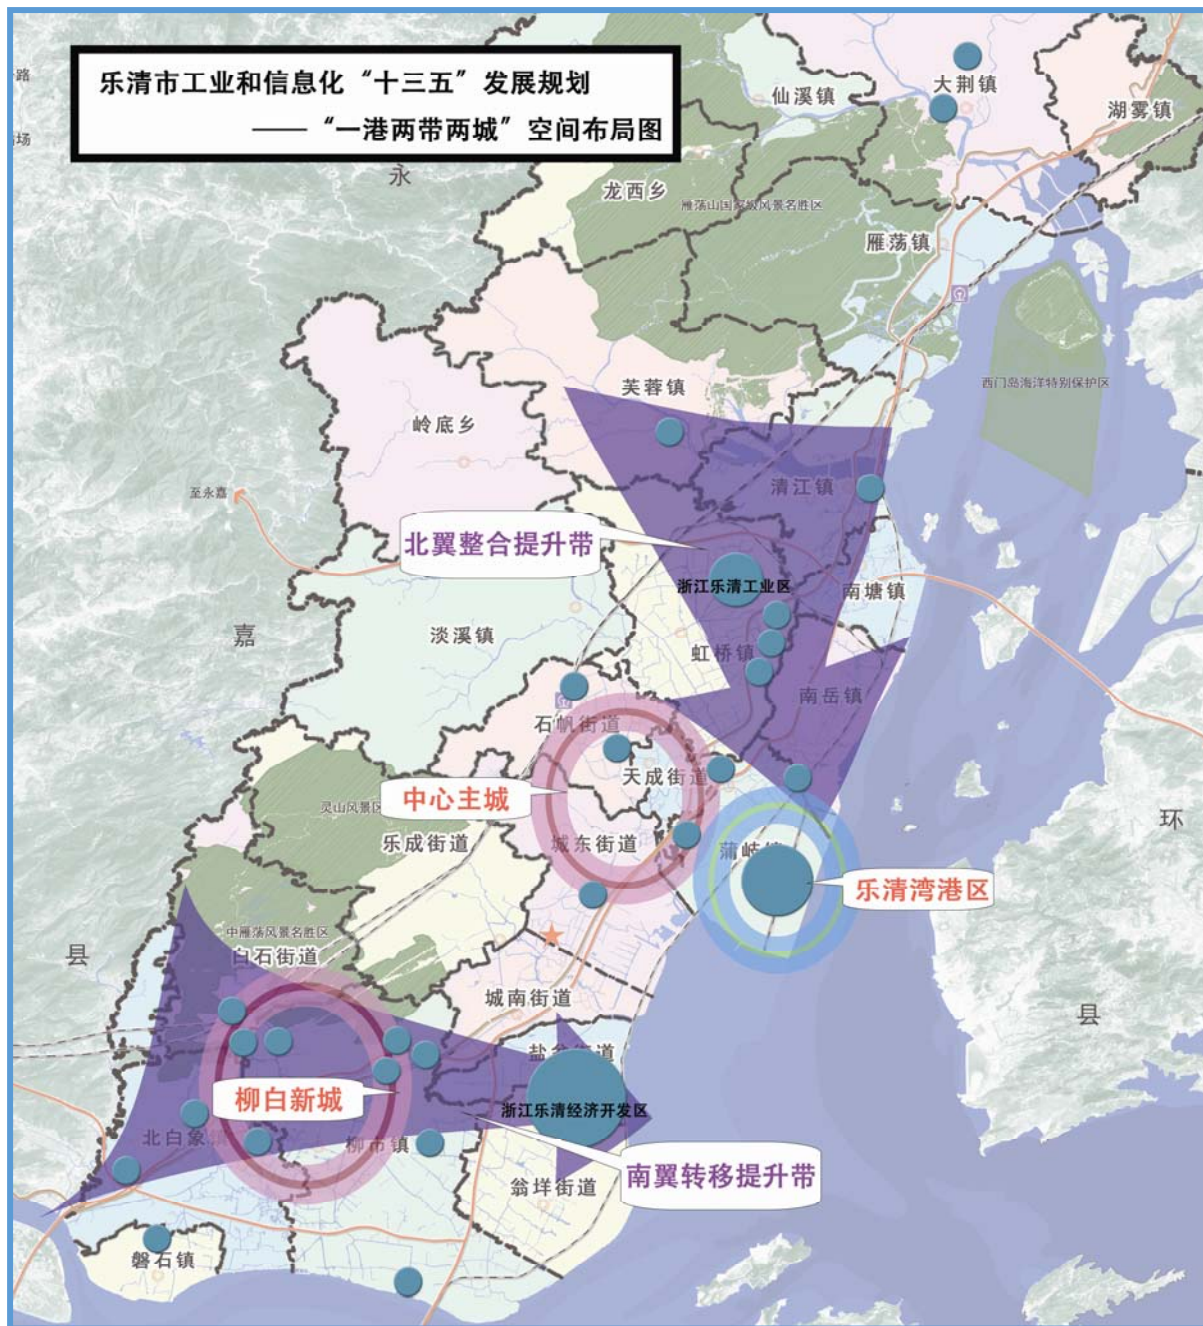 乐清市工业和信息化“十三五”发展规划
——“一港两带两城”空间布局图
路
场
大荆镇
仙溪镇
湖雾镇
永
龙西乡
雁荡山国家级风景名胜区
雁荡镇
西门岛海洋特别保护区
芙蓉镇
岭底乡
至永嘉
清江镇
北翼整合提升带
浙江乐清工业区
南塘镇
嘉
淡溪镇
虹桥镇
南岳镇
石帆街道
天成街道
中心主城
灵山风景区
乐成街道
城东街道
蒲岐镇
环
乐清湾港区
中雁荡风景名胜区
白石街道
县
城南街道
县
盐盆街道
柳白新城
浙江乐清经济开发区
北白象镇
柳市镇
南翼转移提升带
翁垟街道
磐石镇